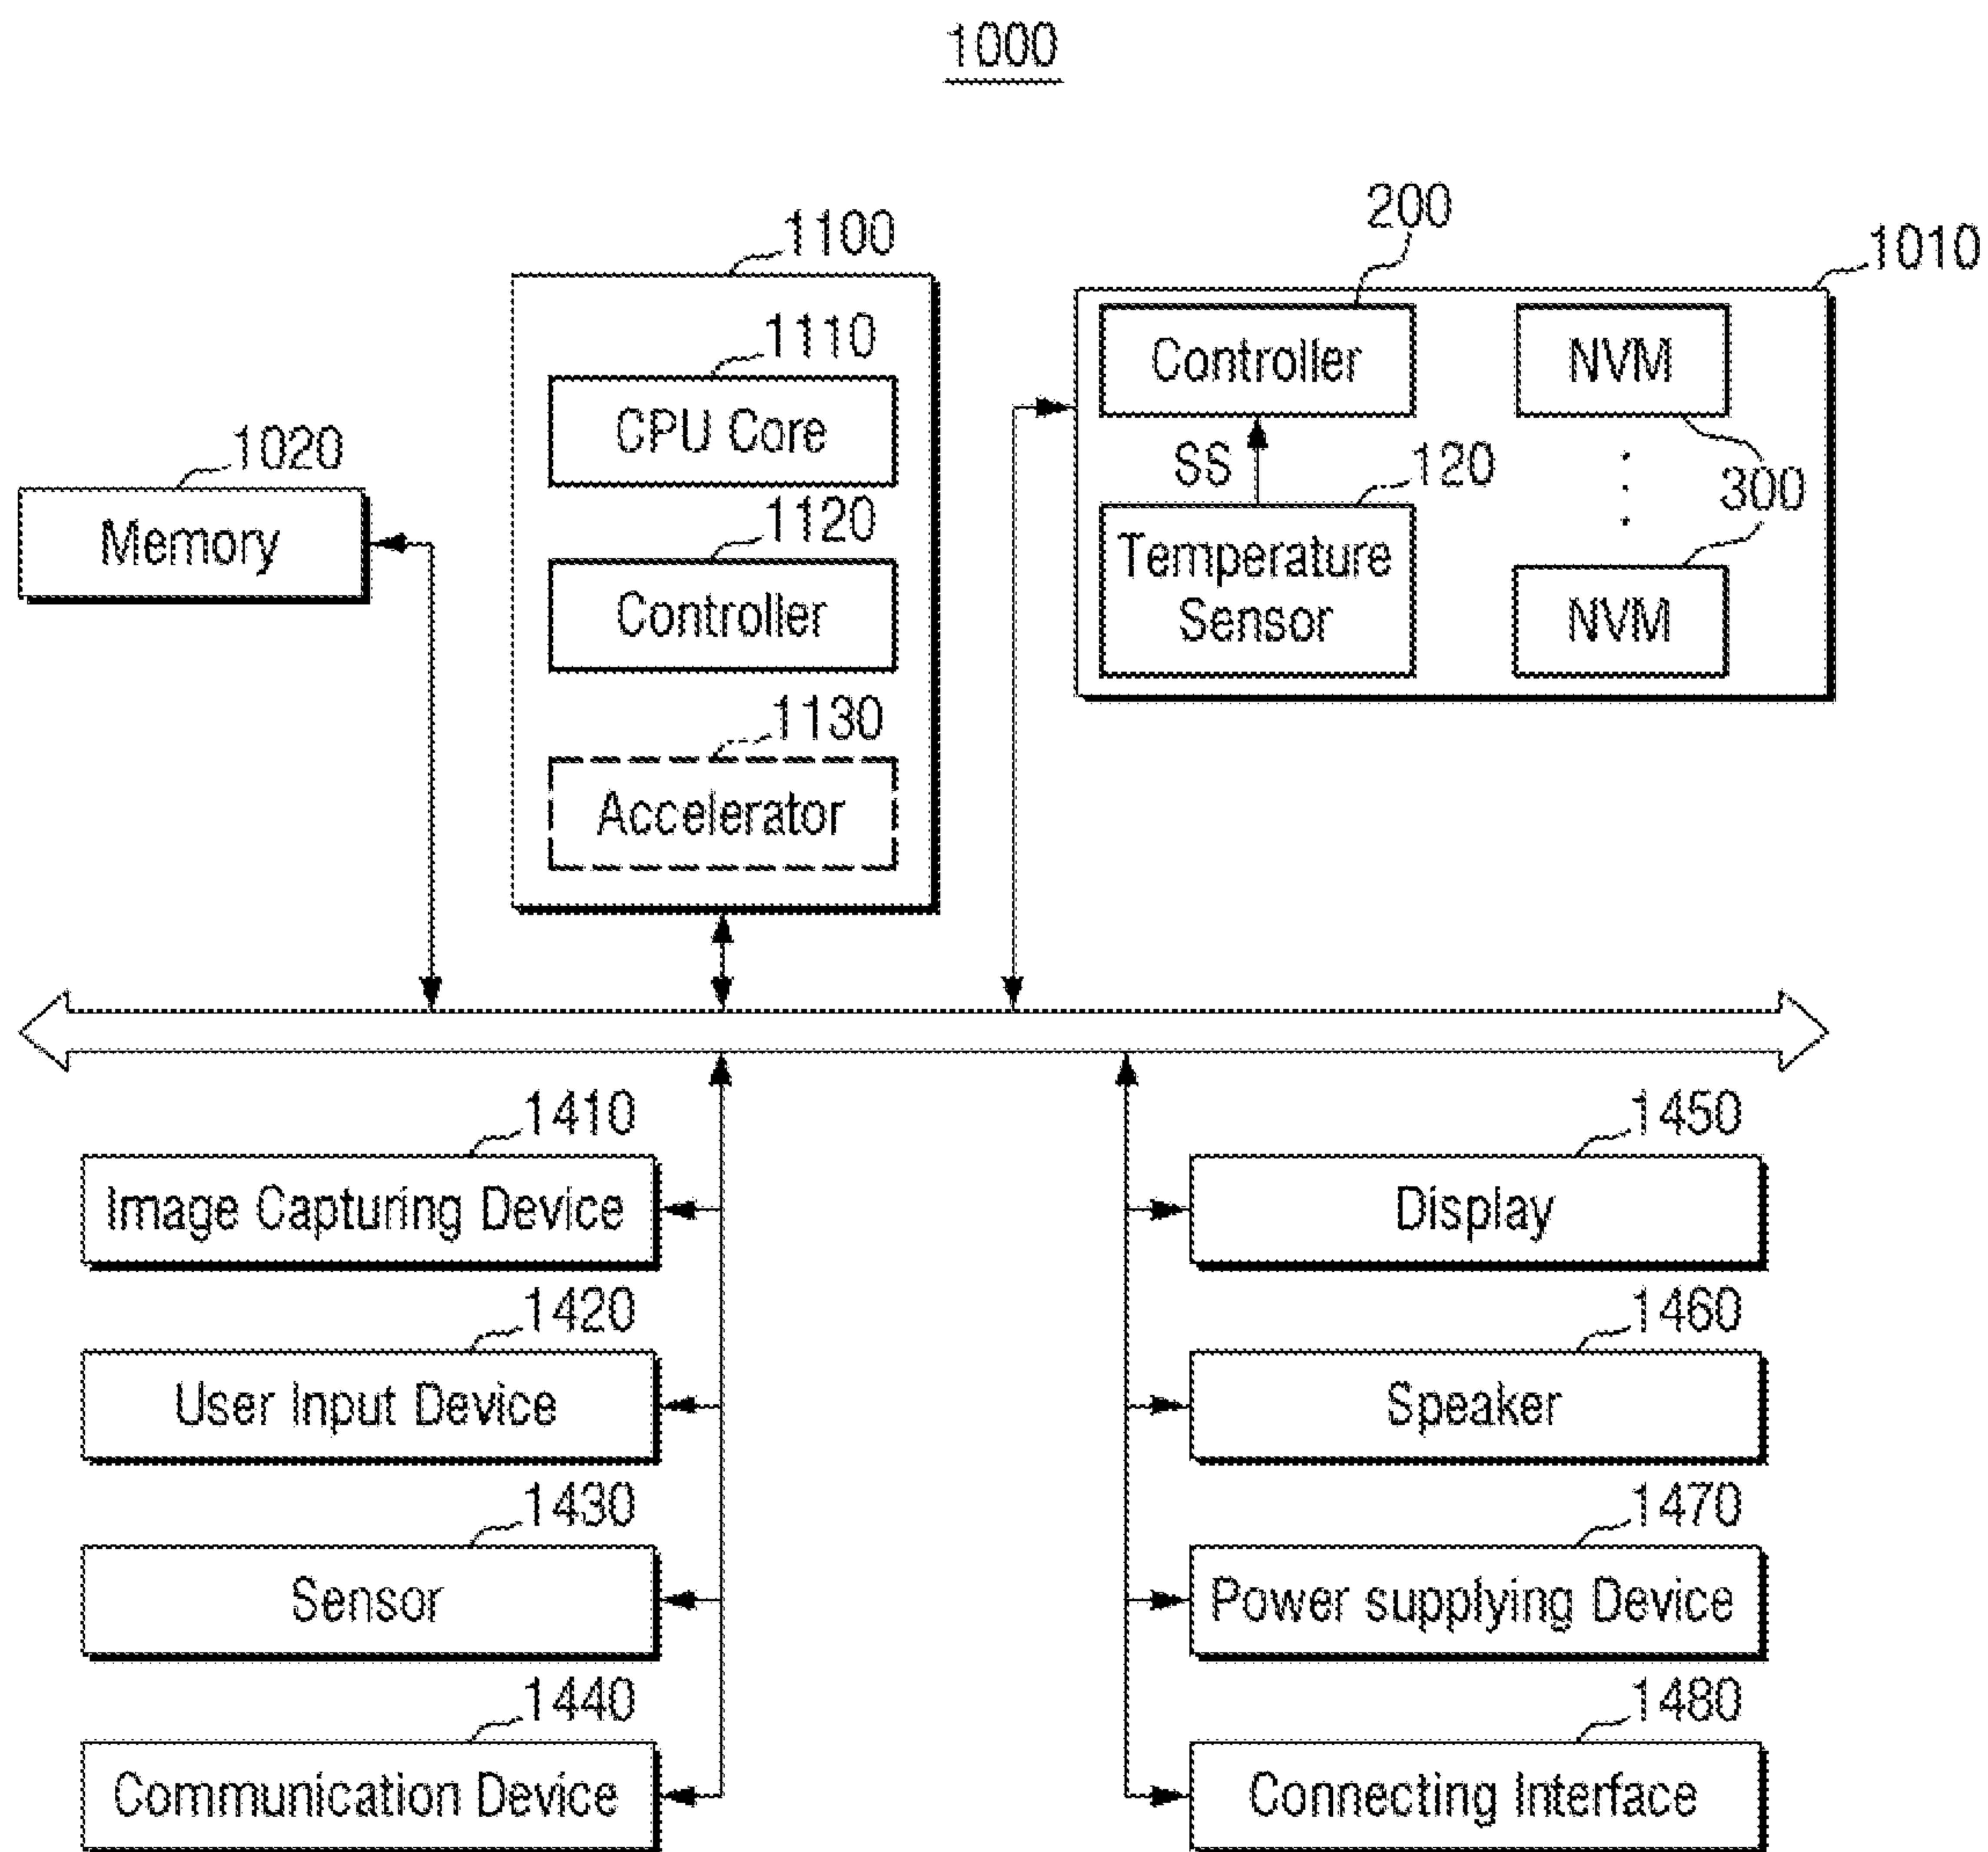 1000
1100
1110
CPU Core
1120
Controller
1130
Accelerator
1020
Memory
200
1010
Controller
NVM
SS
120
300
Temperature
Sensor
NVM
1410
Image Capturing Device
1420
User Input Device
1430
Sensor
1440
Communication Device
1450
Display
1460
Speaker
1470
Power supplying Device
1480
Connecting Interface